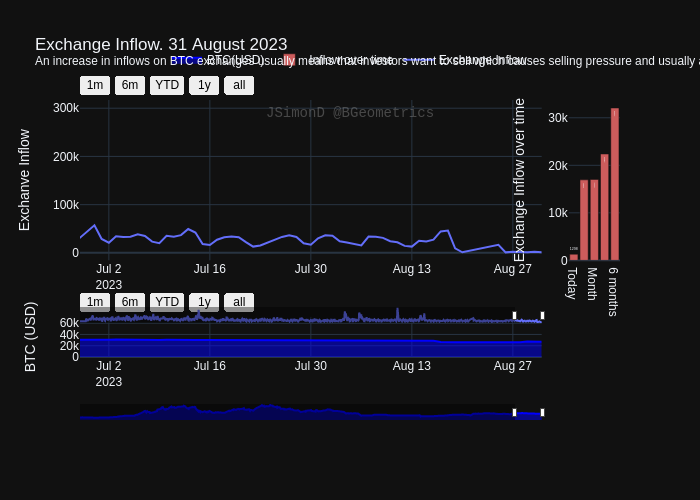 Exchange Inflow. 31 August 2023
An increase in inflows on BTC exchanges usually means that investors want to sell which causes selling pressure and usually a
BTC(USD) Inflow over time Exchange Inflow
1m 6m YTD 1y all
JSimonD @BGeometrics
Exchanve Inflow
300k
200k
100k
0
Jul 2 Jul 16 Jul 30 Aug 13 Aug 27
2023
Exchange Inflow over time
30k
20k
10k
0
Today Month 6 months
1m 6m YTD 1y all
BTC (USD)
60k
40k
20k
0
Jul 2 Jul 16 Jul 30 Aug 13 Aug 27
2023